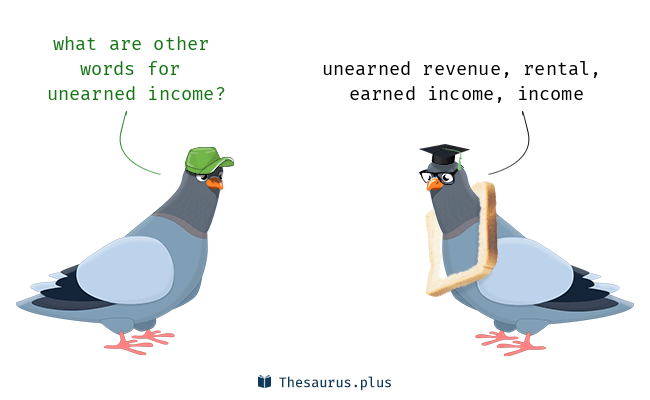 what are other
words for
unearned income?
unearned revenue, rental,
earned income, income
Thesaurus.plus